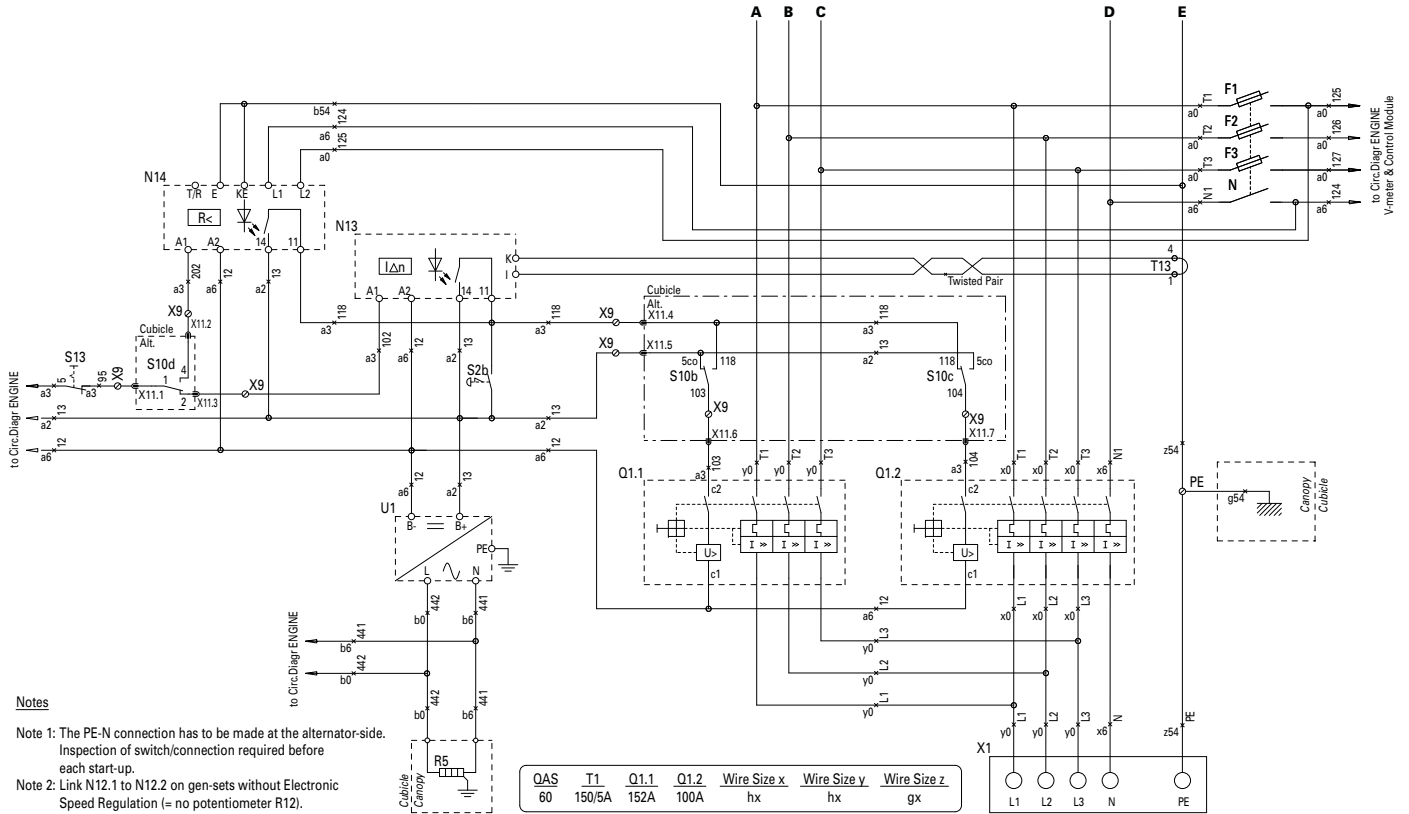 A B C D E
T1 F1 125
a0 a0
T2 F2 126
a0 a0
T3 F3 127
a0 a0
N1 N 124
a6 a6
to Circ.Diagr ENGINE
V-meter & Control Module
b54
124
a6
125
a0
N14
T/R E KE L1 L2
R<
A1 A2 14 11
202 12 13
a3 a6 a2
N13
I∆n
K
I
A1 A2 14 11
4
T13
1
Twisted Pair
X9
X11.2
Cubicle
Alt.
S10d
1 4
2
X11.1
X11.3
X9
S13
5
95
X9
a3 a3
13
a2
12
a6
to Circ.Diagr ENGINE
118
a3
102
a3
12
a6
13
a2
S2b
118
a3
X9
13
a2
X9
12
a6
Cubicle
Alt.
X11.4
X11.5
118
a3
13
a2
5co 118
S10b
103
X9
X11.6
118 5co
S10c
104
X9
X11.7
12
a6
13
a2
U1
B- B+
PE
L N
442 441
b0 b6
441
b6
442
b0
to Circ.Diagr ENGINE
442 441
b0 b6
R5
Cubicle
Canopy
Q1.1
103
a3
T1 T2 T3
y0 y0 y0
c2
I » I » I »
U>
c1
Q1.2
104
a3
T1 T2 T3 N1
x0 x0 x0 x6
c2
I » I » I » I »
U>
c1
z54
PE
g54
Canopy
Cubicle
12
a6
L1 L2 L3
x0 x0 x0
L3
y0
L2
y0
L1
y0
L1 L2 L3 N PE
y0 y0 y0 x6 z54
X1
L1 L2 L3 N PE
Notes
Note 1: The PE-N connection has to be made at the alternator-side.
Inspection of switch/connection required before
each start-up.
Note 2: Link N12.1 to N12.2 on gen-sets without Electronic
Speed Regulation (= no potentiometer R12).
QAS T1 Q1.1 Q1.2 Wire Size x Wire Size y Wire Size z
60 150/5A 152A 100A hx hx gx